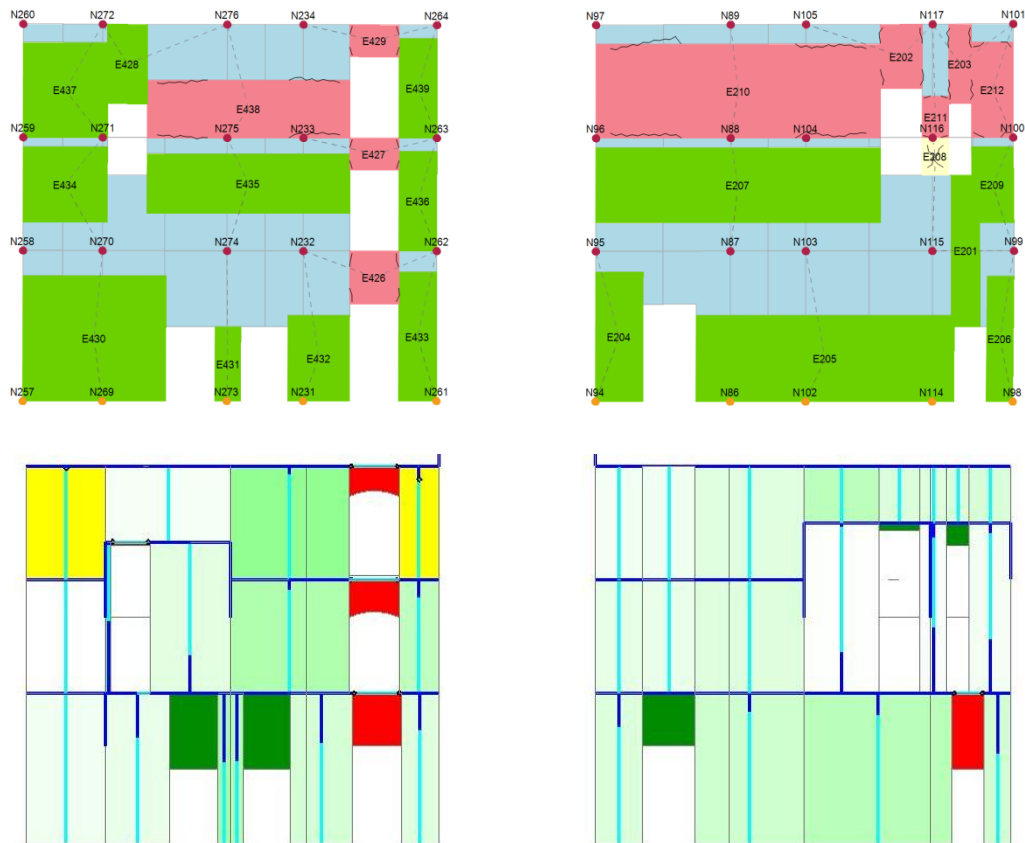 N260 N272 N276 N234 N264
E429
E428
E437 E439
E438
N259 N271 N275 N233 N263
E427
E434 E435
E436
N258 N270 N274 N232 N262
E426
E430 E433
E432
E431
N257 N269 N273 N231 N261
N97 N89 N105 N117 N101
E202 E203
E210 E212
E211
N96 N88 N104 N116 N100
E208
E207 E209
N95 N87 N103 N115 N99
E201
E204 E206
E205
N94 N86 N102 N114 N98